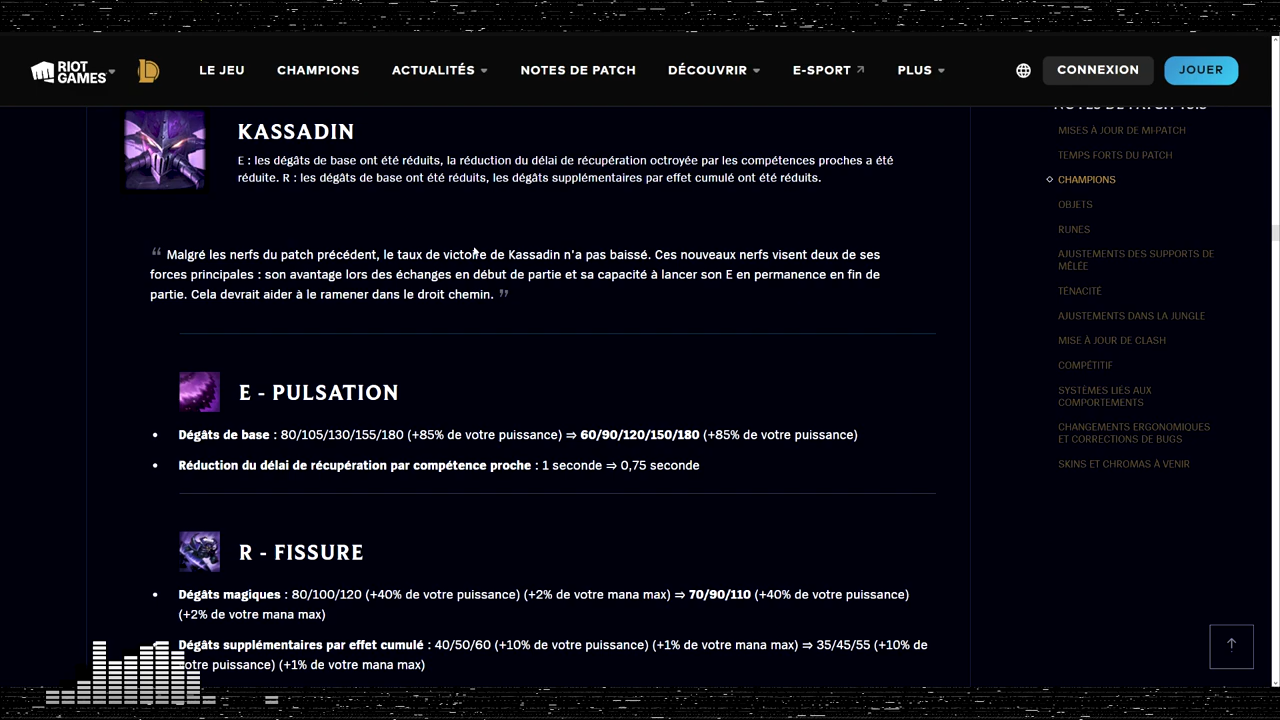 RIOT GAMES
LE JEU
CHAMPIONS
ACTUALITÉS
NOTES DE PATCH
DÉCOUVRIR
E-SPORT
PLUS
CONNEXION
JOUER
KASSADIN
E : les dégâts de base ont été réduits, la réduction du délai de récupération octroyée par les compétences proches a été
réduite. R : les dégâts de base ont été réduits, les dégâts supplémentaires par effet cumulé ont été réduits.
“ Malgré les nerfs du patch précédent, le taux de victoire de Kassadin n'a pas baissé. Ces nouveaux nerfs visent deux de ses
forces principales : son avantage lors des échanges en début de partie et sa capacité à lancer son E en permanence en fin de
partie. Cela devrait aider à le ramener dans le droit chemin. ”
E - PULSATION
• Dégâts de base : 80/105/130/155/180 (+85% de votre puissance) ⇒ 60/90/120/150/180 (+85% de votre puissance)
• Réduction du délai de récupération par compétence proche : 1 seconde ⇒ 0,75 seconde
R - FISSURE
• Dégâts magiques : 80/100/120 (+40% de votre puissance) (+2% de votre mana max) ⇒ 70/90/110 (+40% de votre puissance)
(+2% de votre mana max)
Dégâts supplémentaires par effet cumulé : 40/50/60 (+10% de votre puissance) (+1% de votre mana max) ⇒ 35/45/55 (+10% de
votre puissance) (+1% de votre mana max)
MISES À JOUR DE MI-PATCH
TEMPS FORTS DU PATCH
CHAMPIONS
OBJETS
RUNES
AJUSTEMENTS DES SUPPORTS DE
MÊLÉE
TÉNACITÉ
AJUSTEMENTS DANS LA JUNGLE
MISE À JOUR DE CLASH
COMPÉTITIF
SYSTÈMES LIÉS AUX
COMPORTEMENTS
CHANGEMENTS ERGONOMIQUES
ET CORRECTIONS DE BUGS
SKINS ET CHROMAS À VENIR